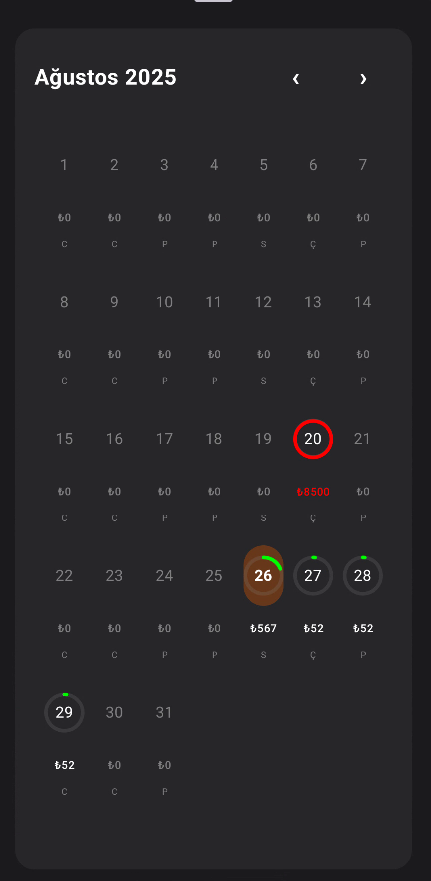 Ağustos 2025 ‹ ›
1 2 3 4 5 6 7
₺0 ₺0 ₺0 ₺0 ₺0 ₺0 ₺0
C C P P S Ç P
8 9 10 11 12 13 14
₺0 ₺0 ₺0 ₺0 ₺0 ₺0 ₺0
C C P P S Ç P
15 16 17 18 19 20 21
₺0 ₺0 ₺0 ₺0 ₺0 ₺8500 ₺0
C C P P S Ç P
22 23 24 25 26 27 28
₺0 ₺0 ₺0 ₺0 ₺567 ₺52 ₺52
C C P P S Ç P
29 30 31
₺52 ₺0 ₺0
C C P